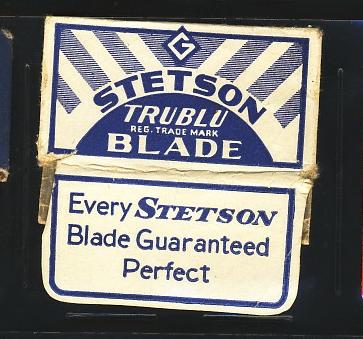 G
STETSON
TRUBLU
REG. TRADE MARK
BLADE
Every STETSON
Blade Guaranteed
Perfect